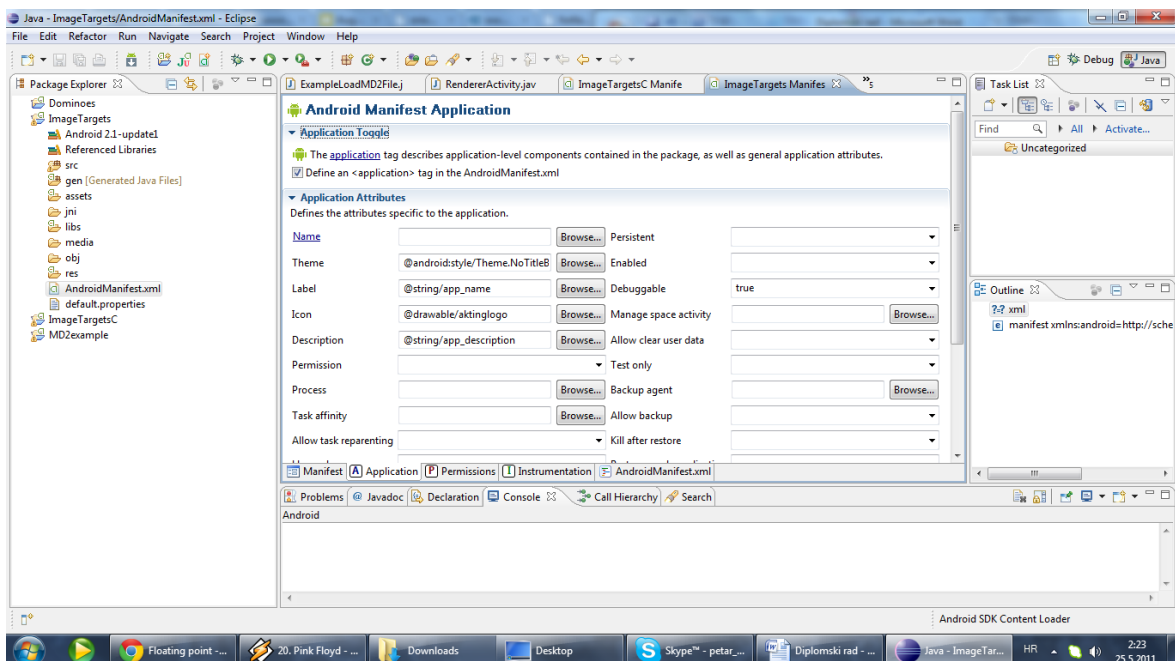 Java - ImageTargets/AndroidManifest.xml - Eclipse
File Edit Refactor Run Navigate Search Project Window Help
Debug Java
Package Explorer
Dominoes
ImageTargets
Android 2.1-update1
Referenced Libraries
src
gen [Generated Java Files]
assets
jni
libs
media
obj
res
AndroidManifest.xml
default.properties
ImageTargetsC
MD2example
ExampleLoadMD2File.j RendererActivity.jav ImageTargetsC Manife ImageTargets Manifes »5
Android Manifest Application
Application Toggle
The application tag describes application-level components contained in the package, as well as general application attributes.
Define an <application> tag in the AndroidManifest.xml
Application Attributes
Defines the attributes specific to the application.
Name Browse... Persistent
Theme @android:style/Theme.NoTitleB Browse... Enabled
Label @string/app_name Browse... Debuggable true
Icon @drawable/aktinglogo Browse... Manage space activity Browse...
Description @string/app_description Browse... Allow clear user data
Permission Test only
Process Browse... Backup agent Browse...
Task affinity Browse... Allow backup
Allow task reparenting Kill after restore
Manifest A Application P Permissions I Instrumentation AndroidManifest.xml
Task List
Find All Activate...
Uncategorized
Outline
?=? xml
e manifest xmlns:android=http://sche
Problems @ Javadoc Declaration Console Call Hierarchy Search
Android
Android SDK Content Loader
Floating point -... 20. Pink Floyd - ... Downloads Desktop Skype™ - petar_... Diplomski rad - ... Java - ImageTar... HR 2:23
25.5.2011